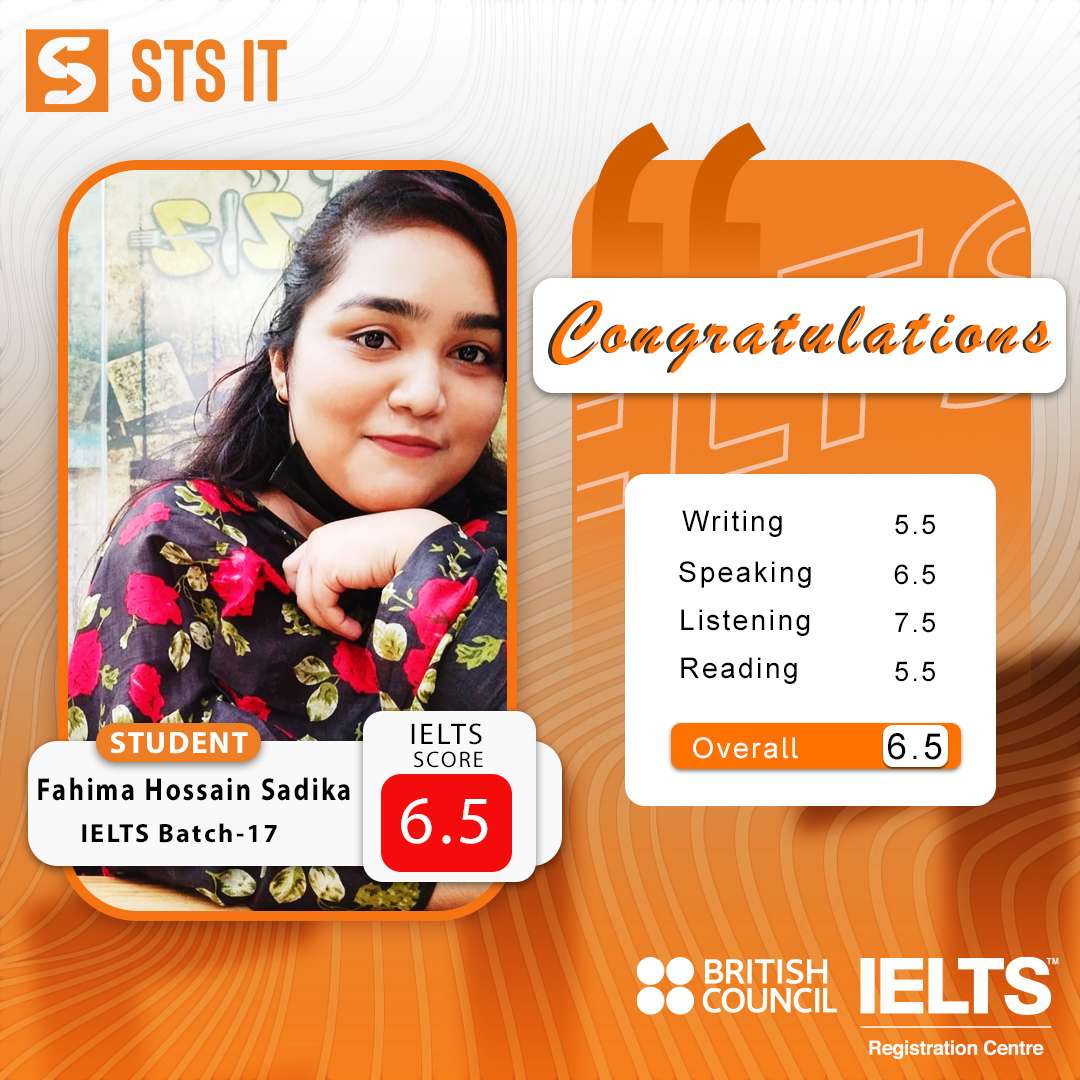 STS IT
Congratulations
IELTS
Writing 5.5
Speaking 6.5
Listening 7.5
Reading 5.5
Overall 6.5
STUDENT
Fahima Hossain Sadika
IELTS Batch-17
IELTS
SCORE
6.5
BRITISH
COUNCIL
IELTS™
Registration Centre